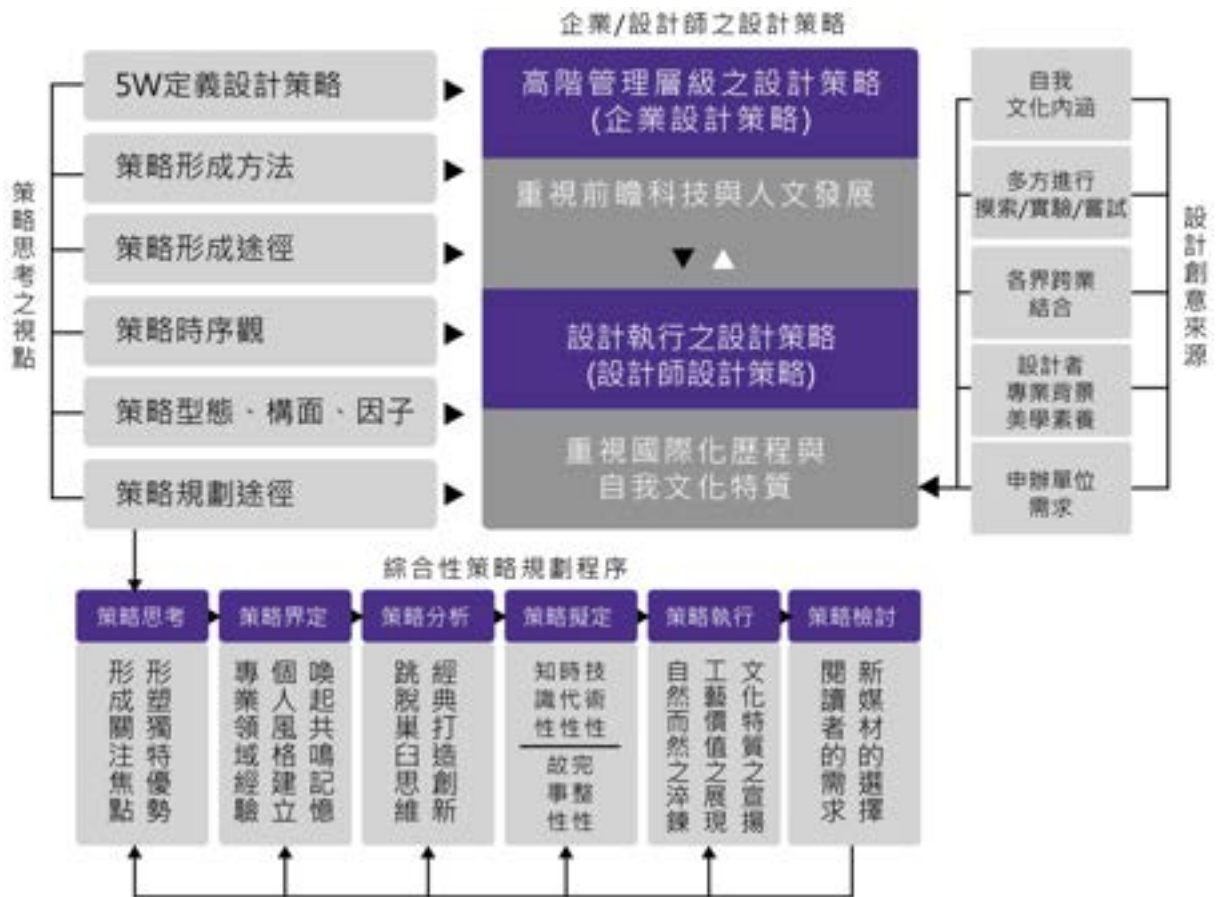 企業/設計師之設計策略
策略思考之視點
5W定義設計策略
策略形成方法
策略形成途徑
策略時序觀
策略型態、構面、因子
策略規劃途徑
高階管理層級之設計策略
(企業設計策略)
重視前瞻科技與人文發展
設計執行之設計策略
(設計師設計策略)
重視國際化歷程與
自我文化特質
自我
文化內涵
多方進行
摸索/實驗/嘗試
各界跨業
結合
設計者
專業背景
美學素養
申辦單位
需求
設計創意來源
綜合性策略規劃程序
策略思考
形塑獨特優勢
形成關注焦點
策略界定
喚起共鳴記憶
個人風格建立
專業領域經驗
策略分析
經典打造創新
跳脫巢臼思維
策略擬定
技術性
時代性
知識性
完整性
故事性
策略執行
文化特質之宣揚
工藝價值之展現
自然而然之淬鍊
策略檢討
新媒材的選擇
閱讀者的需求